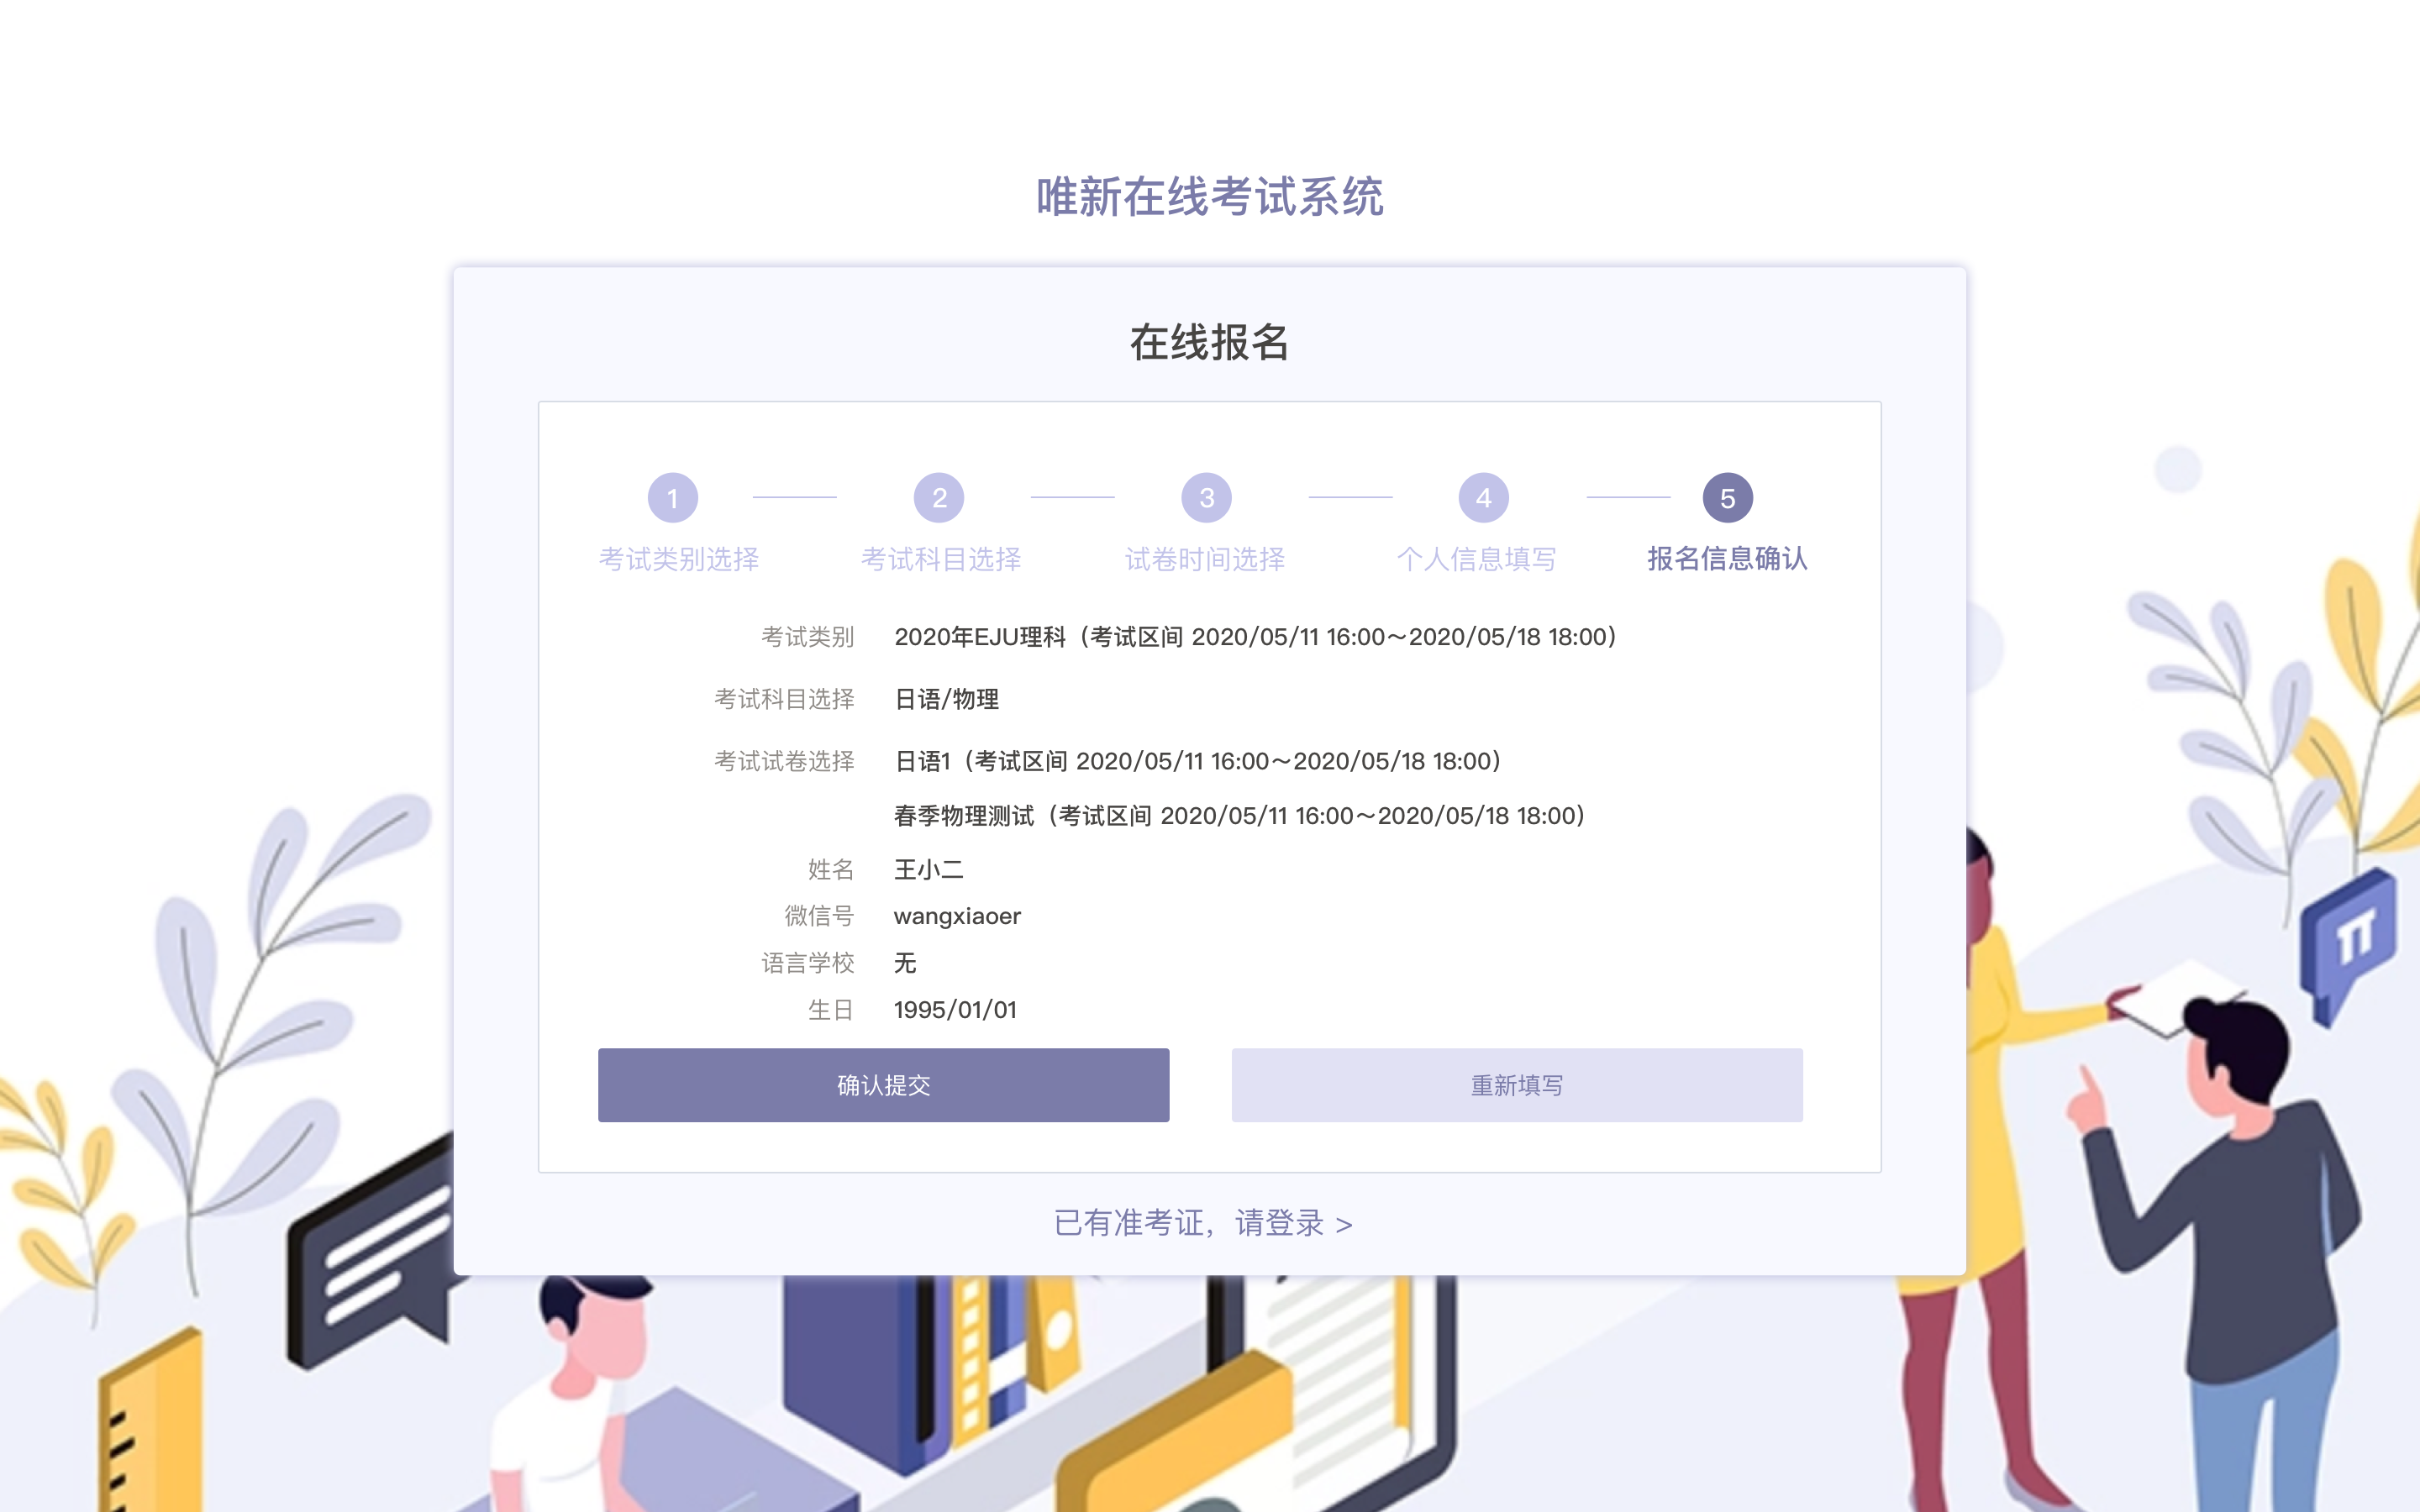 唯新在线考试系统
在线报名
1 2 3 4 5
考试类别选择 考试科目选择 试卷时间选择 个人信息填写 报名信息确认
考试类别 2020年EJU理科（考试区间 2020/05/11 16:00～2020/05/18 18:00）
考试科目选择 日语/物理
考试试卷选择 日语1（考试区间 2020/05/11 16:00～2020/05/18 18:00）
春季物理测试（考试区间 2020/05/11 16:00～2020/05/18 18:00）
姓名 王小二
微信号 wangxiaoer
语言学校 无
生日 1995/01/01
确认提交 重新填写
已有准考证，请登录 >